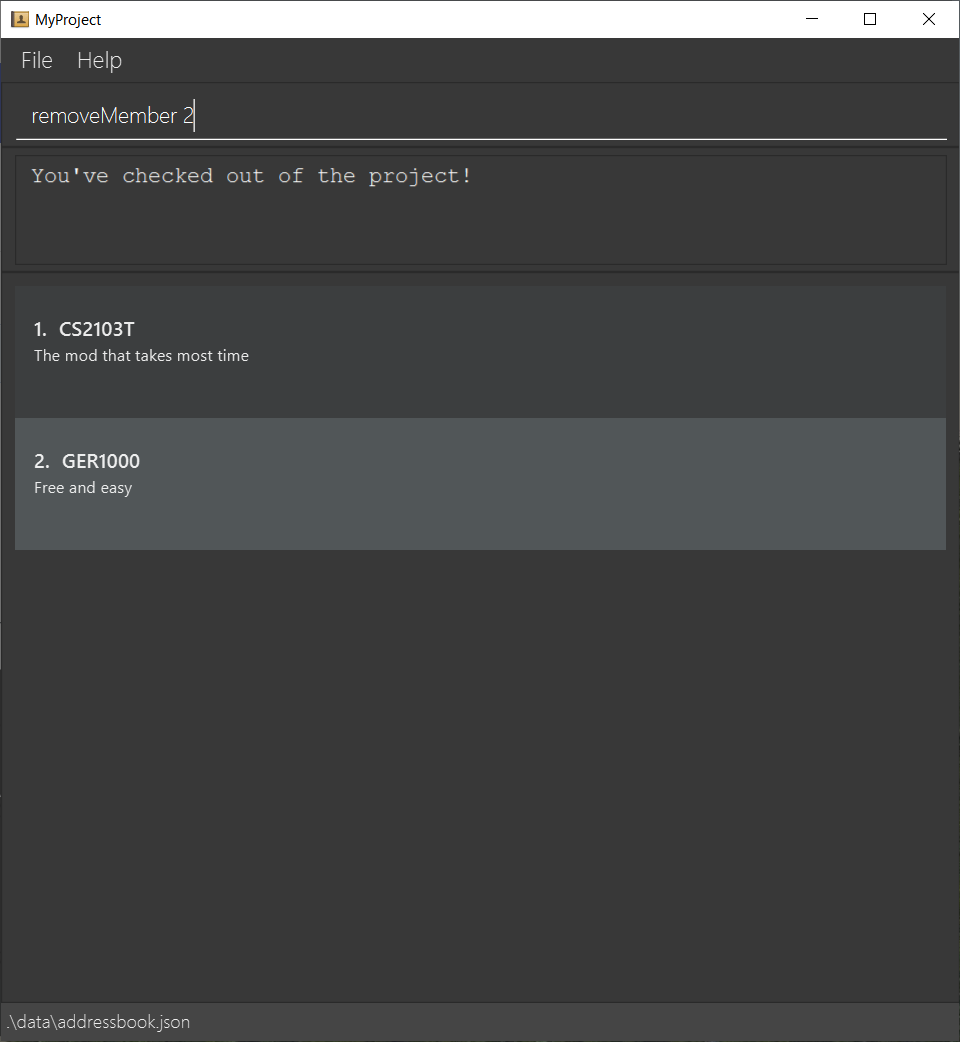 MyProject
File Help
removeMember 2
You've checked out of the project!
1. CS2103T
The mod that takes most time
2. GER1000
Free and easy
.\data\addressbook.json